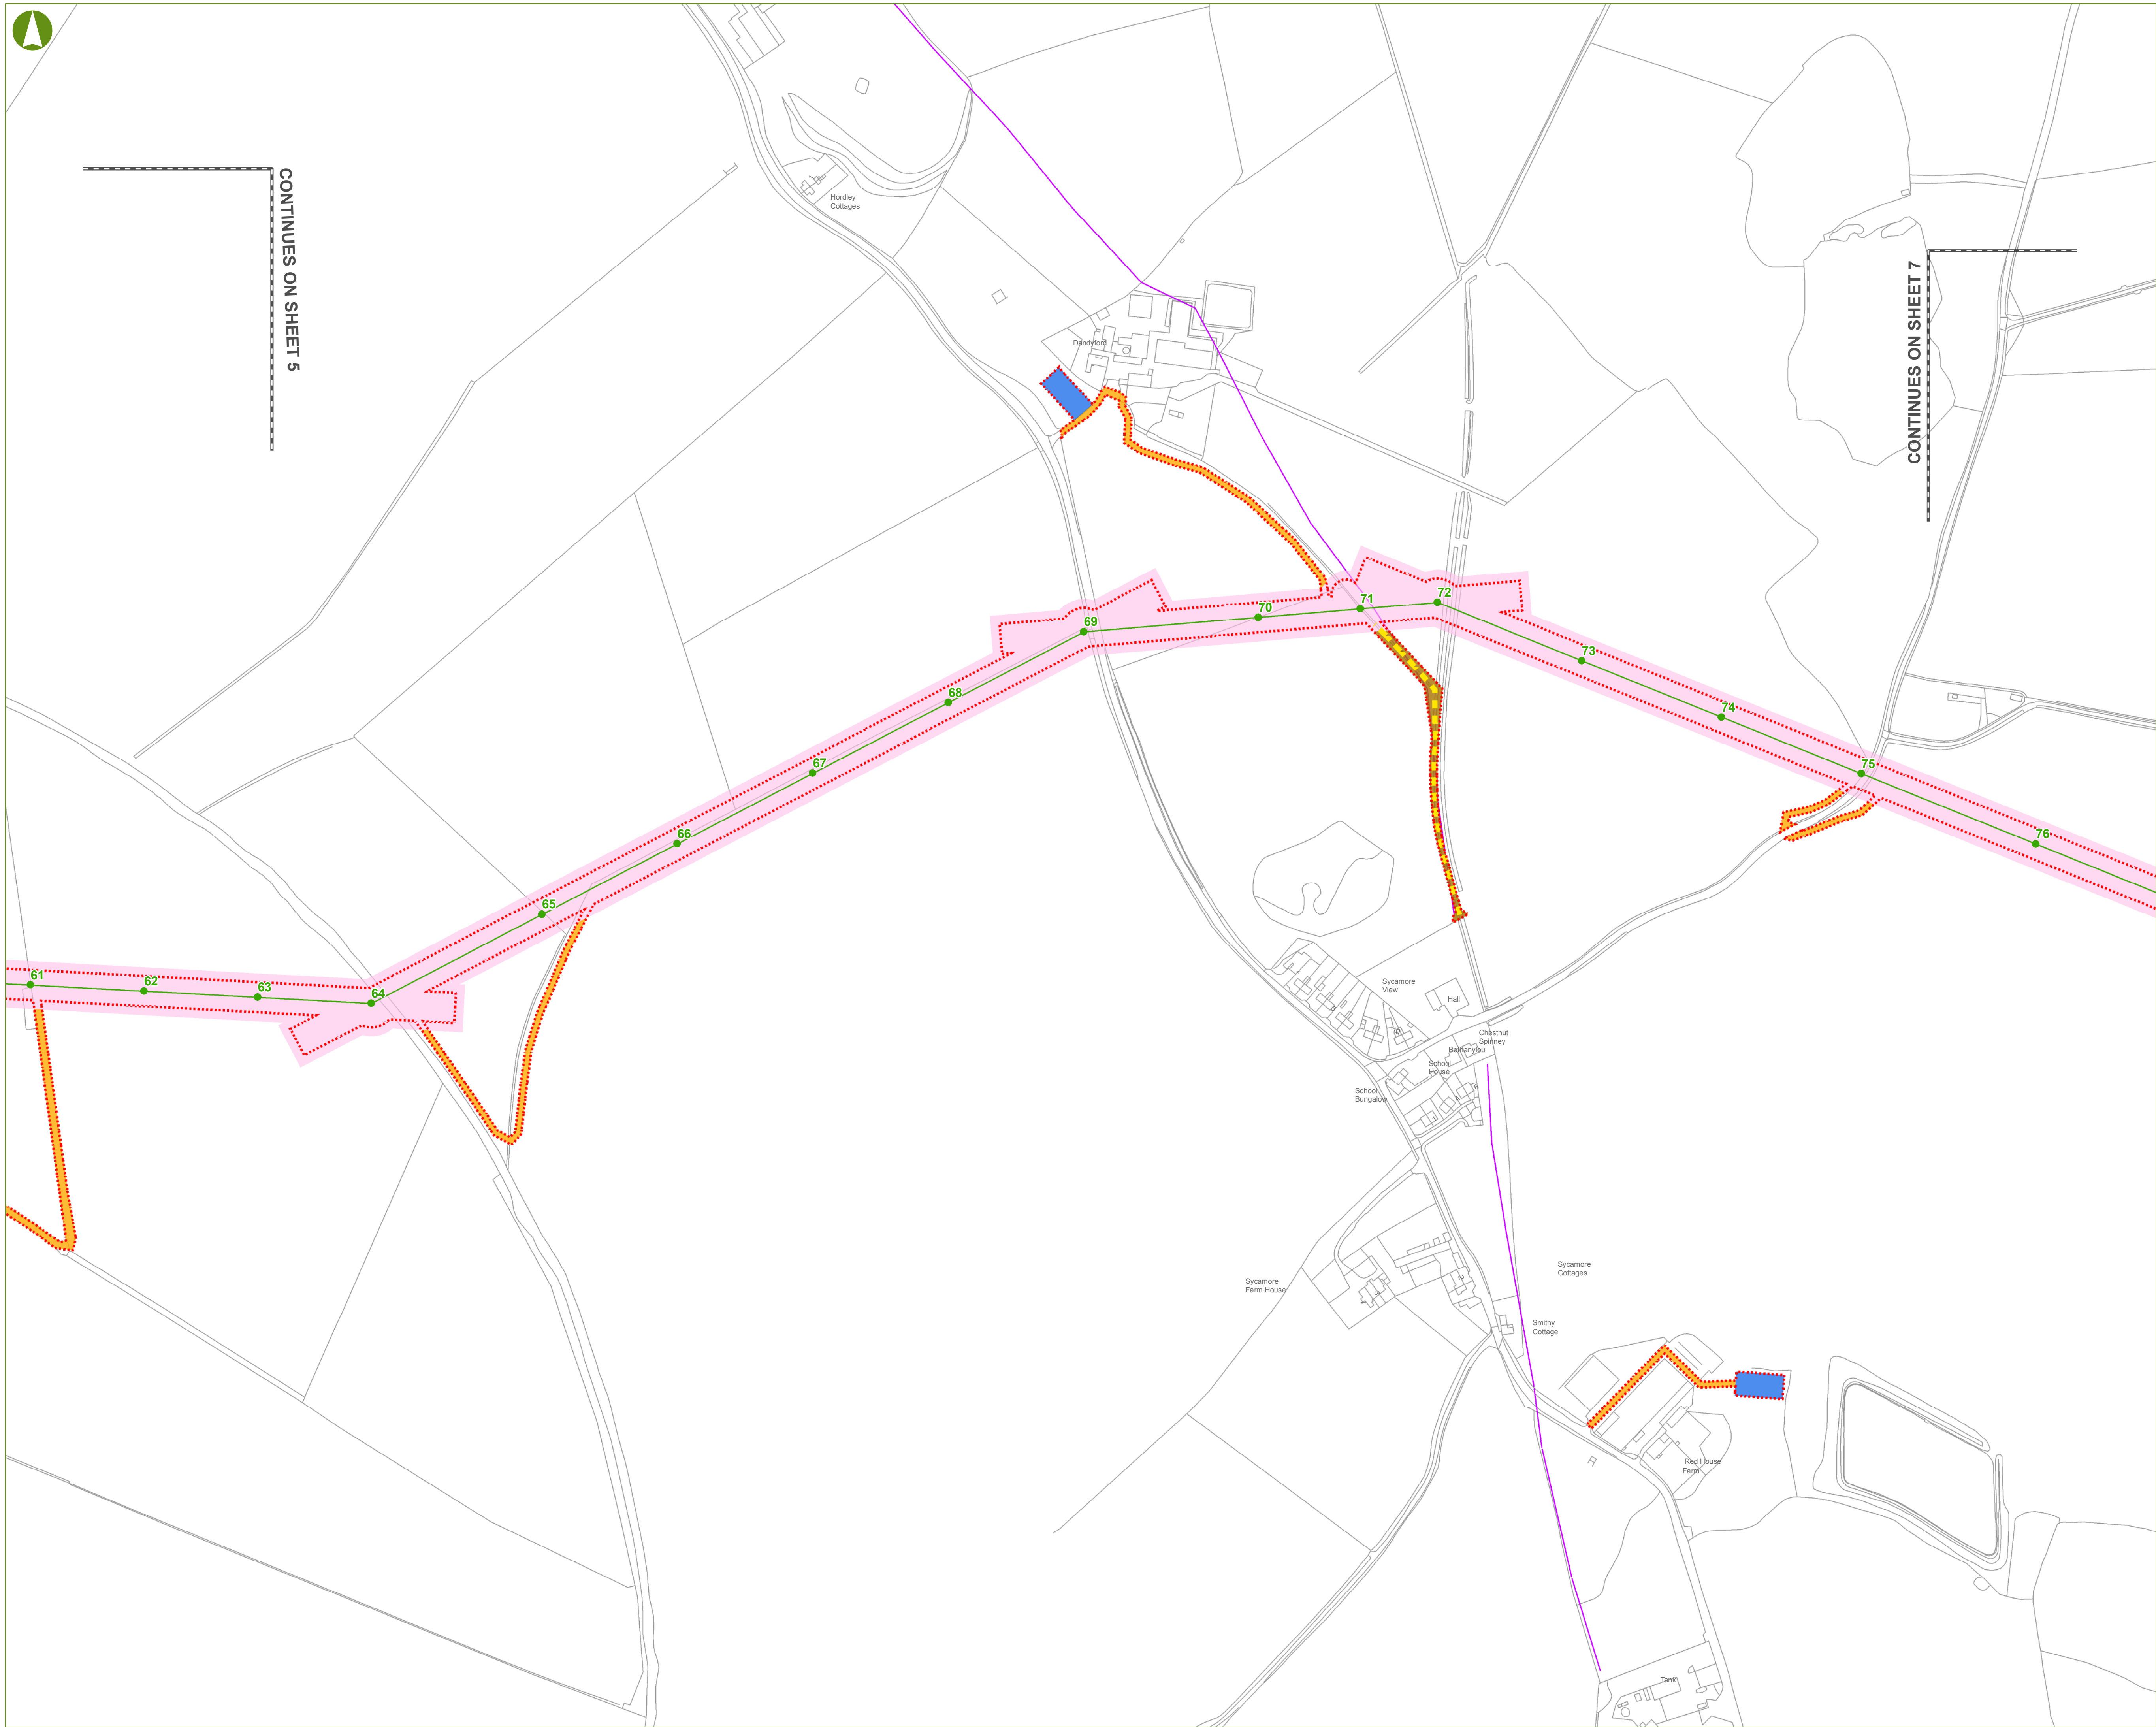 CONTINUES ON SHEET 5
Hordley
Cottages
CONTINUES ON SHEET 7
Dandyford
72
71
70
69
73
68
74
67
75
66
76
65
61
62
63
64
Sycamore
View
Hall
Chestnut
Spinney
Bethanylou
School
House
School
Bungalow
Sycamore
Cottages
Sycamore
Farm House
Smithy
Cottage
Red House
Farm
Tank